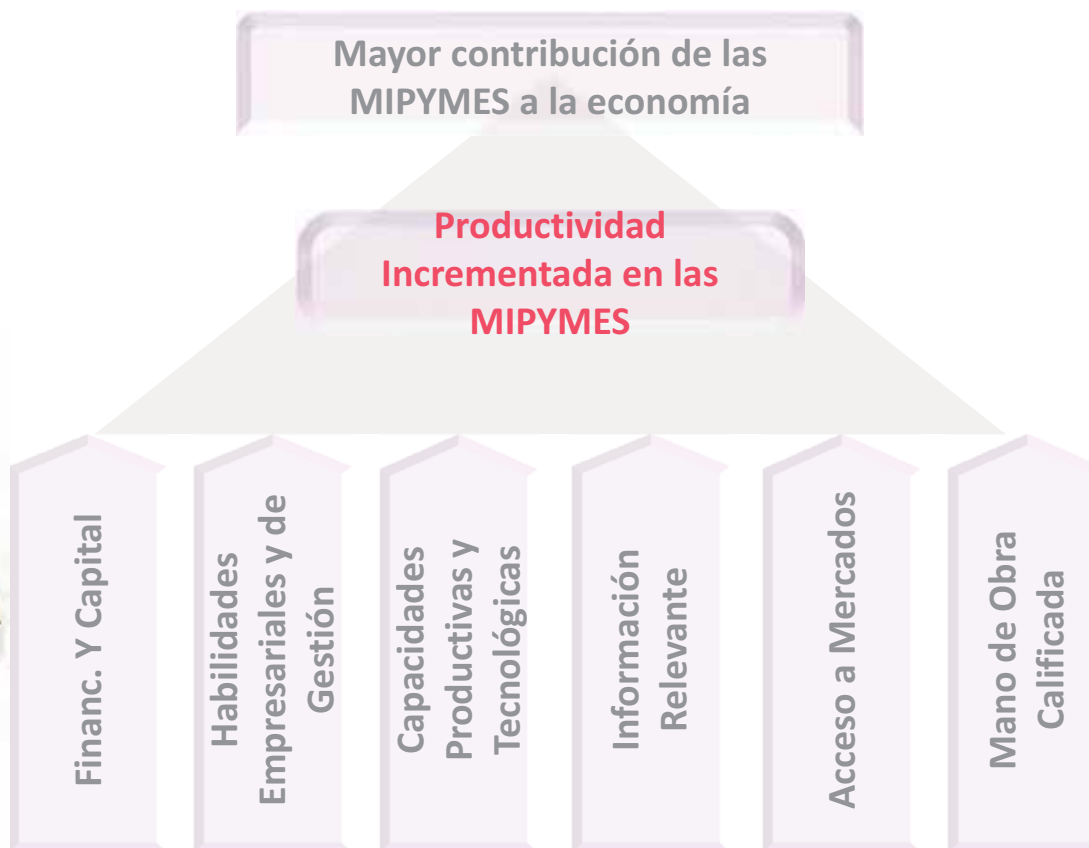 Mayor contribución de las
MIPYMES a la economía
Productividad
Incrementada en las
MIPYMES
Financ. Y Capital
Habilidades
Empresariales y de
Gestión
Capacidades
Productivas y
Tecnológicas
Información
Relevante
Acceso a Mercados
Mano de Obra
Calificada